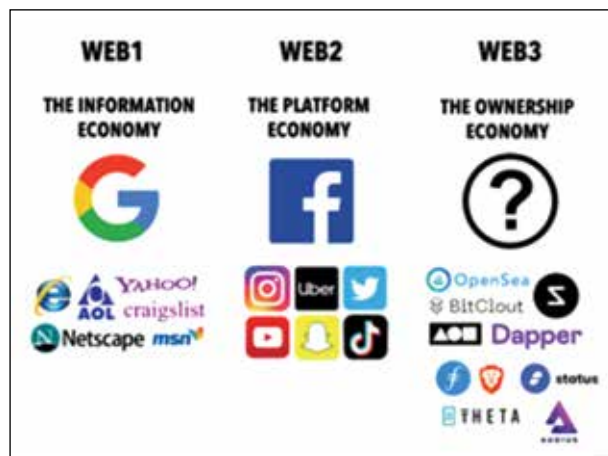 WEB1
THE INFORMATION
ECONOMY
YAHOO!
AOL craigslist
Netscape msn
WEB2
THE PLATFORM
ECONOMY
Uber
WEB3
THE OWNERSHIP
ECONOMY
?
OpenSea
BitClout
Dapper
status
THETA
AUDIUS